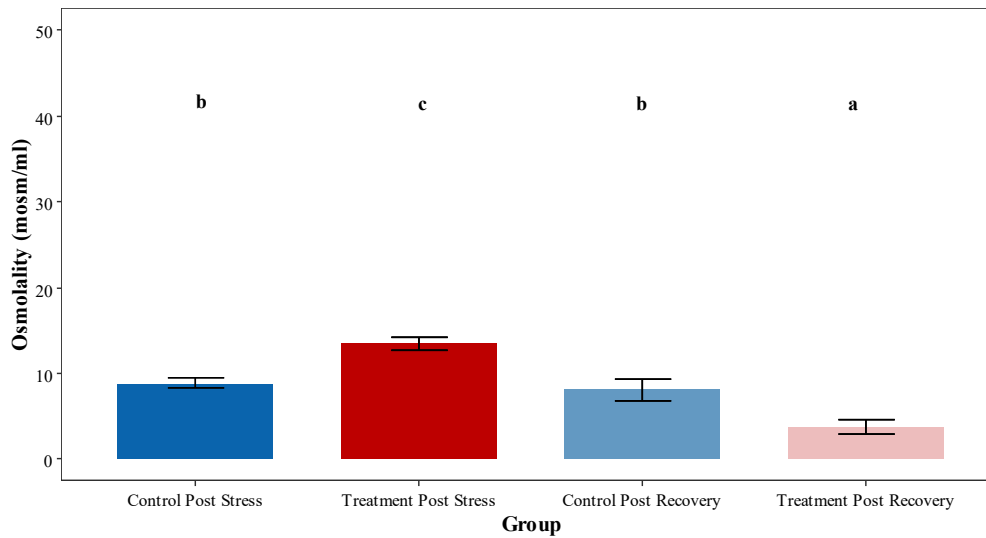 50
b
c
b
a
40
30
20
10
0
Osmolality (mosm/ml)
Control Post Stress
Treatment Post Stress
Control Post Recovery
Treatment Post Recovery
Group